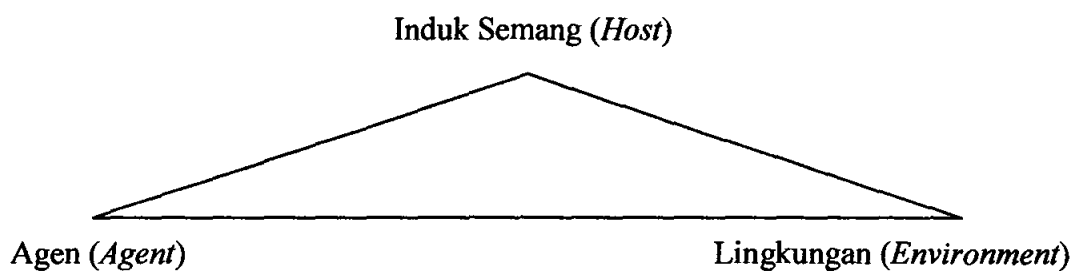 Induk Semang (Host)
Agen (Agent)
Lingkungan (Environment)